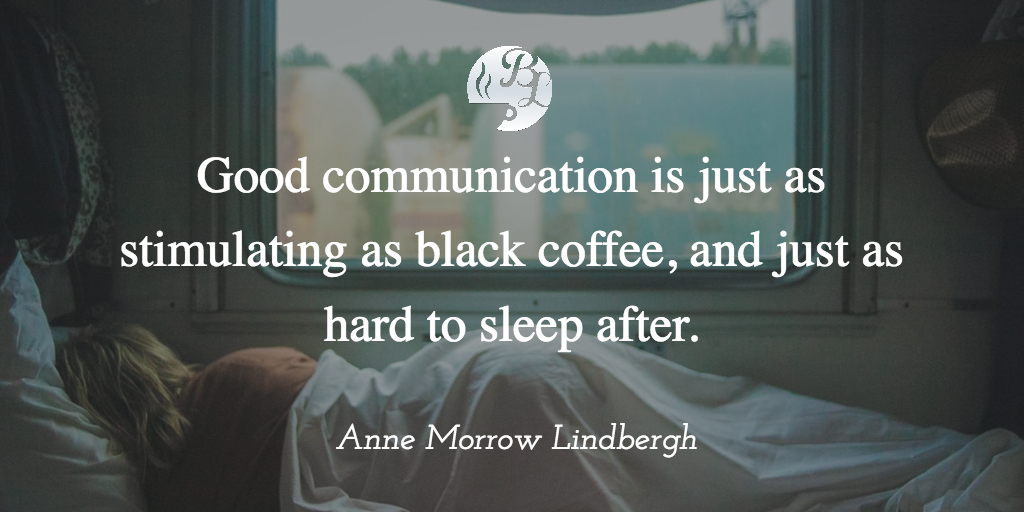 BL
Good communication is just as
stimulating as black coffee, and just as
hard to sleep after.
Anne Morrow Lindbergh